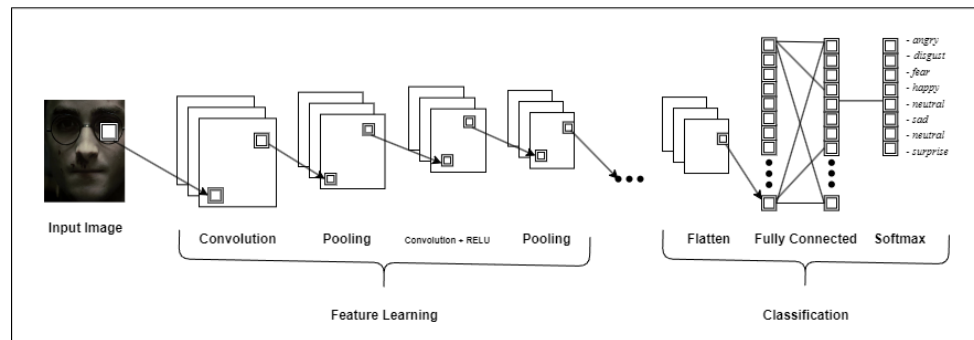 - angry
- disgust
- fear
- happy
- neutral
- sad
- neutral
- surprise
Input Image
Convolution
Pooling
Convolution + RELU
Pooling
Flatten
Fully Connected
Softmax
Feature Learning
Classification